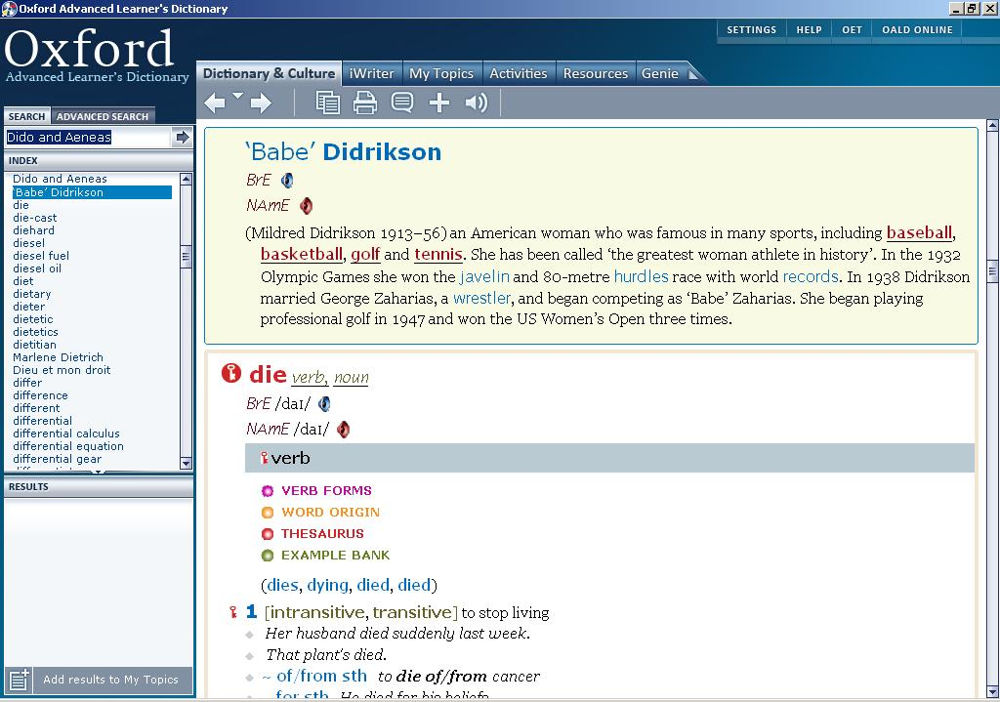 Oxford Advanced Learner's Dictionary
Oxford
Advanced Learner's Dictionary
SETTINGS HELP OET OALD ONLINE
Dictionary & Culture iWriter My Topics Activities Resources Genie
SEARCH ADVANCED SEARCH
Dido and Aeneas
INDEX
Dido and Aeneas
'Babe' Didrikson
die
die-cast
diehard
diesel
diesel fuel
diesel oil
diet
dietary
dieter
dietetic
dietetics
dietitian
Marlene Dietrich
Dieu et mon droit
differ
difference
different
differential
differential calculus
differential equation
differential gear
RESULTS
Add results to My Topics
‘Babe’ Didrikson
BrE
NAmE
(Mildred Didrikson 1913–56) an American woman who was famous in many sports, including baseball,
basketball, golf and tennis. She has been called ‘the greatest woman athlete in history’. In the 1932
Olympic Games she won the javelin and 80-metre hurdles race with world records. In 1938 Didrikson
married George Zaharias, a wrestler, and began competing as ‘Babe’ Zaharias. She began playing
professional golf in 1947 and won the US Women’s Open three times.
die verb, noun
BrE /daɪ/
NAmE /daɪ/
verb
VERB FORMS
WORD ORIGIN
THESAURUS
EXAMPLE BANK
(dies, dying, died, died)
1 [intransitive, transitive] to stop living
Her husband died suddenly last week.
That plant's died.
~ of/from sth to die of/from cancer
for sth He died for his beliefs